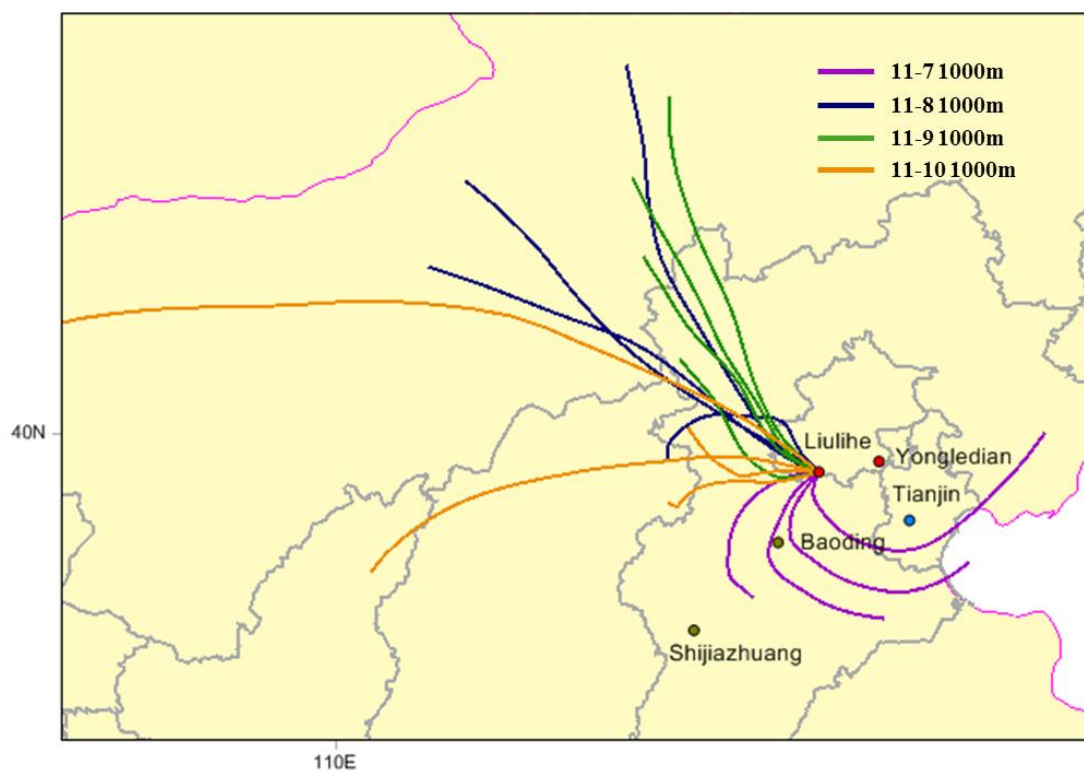 11-7 1000m
11-8 1000m
11-9 1000m
11-10 1000m
40N
Liulihe
Yongledian
Tianjin
Baoding
Shijiazhuang
110E